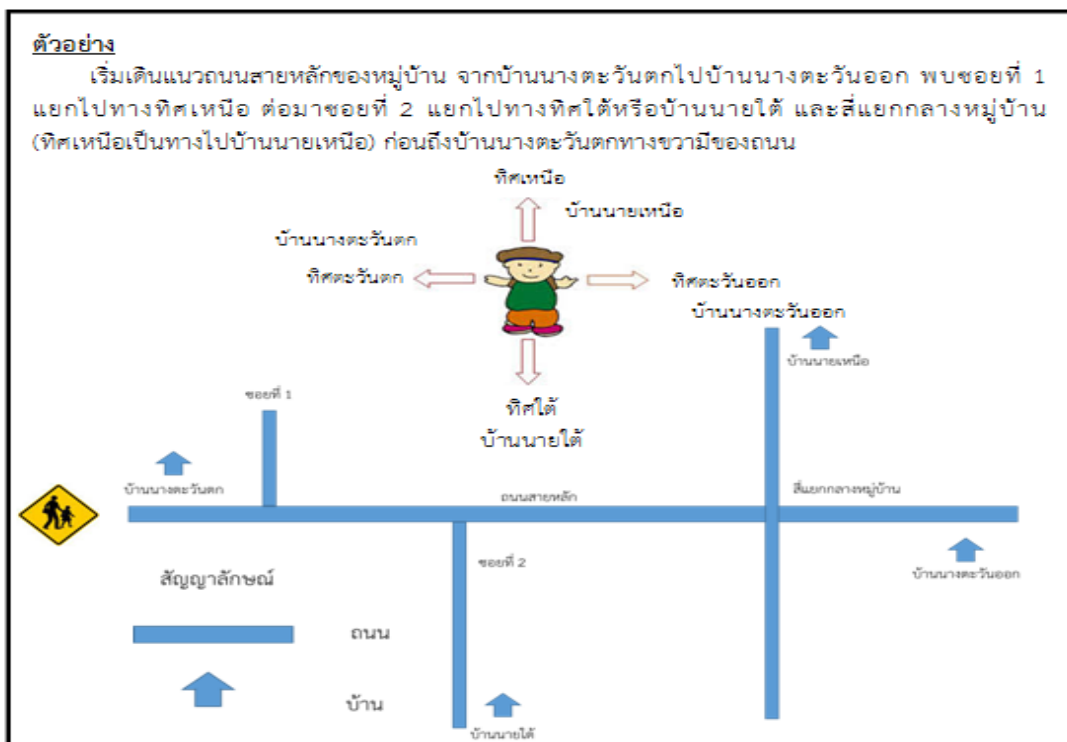 ตัวอย่าง
เริ่มเดินแนวถนนสายหลักของหมู่บ้าน จากบ้านนางตะวันตกไปบ้านนางตะวันออก พบซอยที่ 1
แยกไปทางทิศเหนือ ต่อมาซอยที่ 2 แยกไปทางทิศใต้หรือบ้านนายใต้ และสี่แยกกลางหมู่บ้าน
(ทิศเหนือเป็นทางไปบ้านนายเหนือ) ก่อนถึงบ้านนางตะวันตกทางขวามืของถนน
ทิศเหนือ
บ้านนายเหนือ
บ้านนางตะวันตก
ทิศตะวันตก
ทิศตะวันออก
บ้านนางตะวันออก
บ้านนายเหนือ
ซอยที่ 1
ทิศใต้
บ้านนายใต้
บ้านนางตะวันตก
ถนนสายหลัก
สี่แยกกลางหมู่บ้าน
ซอยที่ 2
บ้านนางตะวันออก
สัญญาลักษณ์
ถนน
บ้าน
บ้านนายใต้